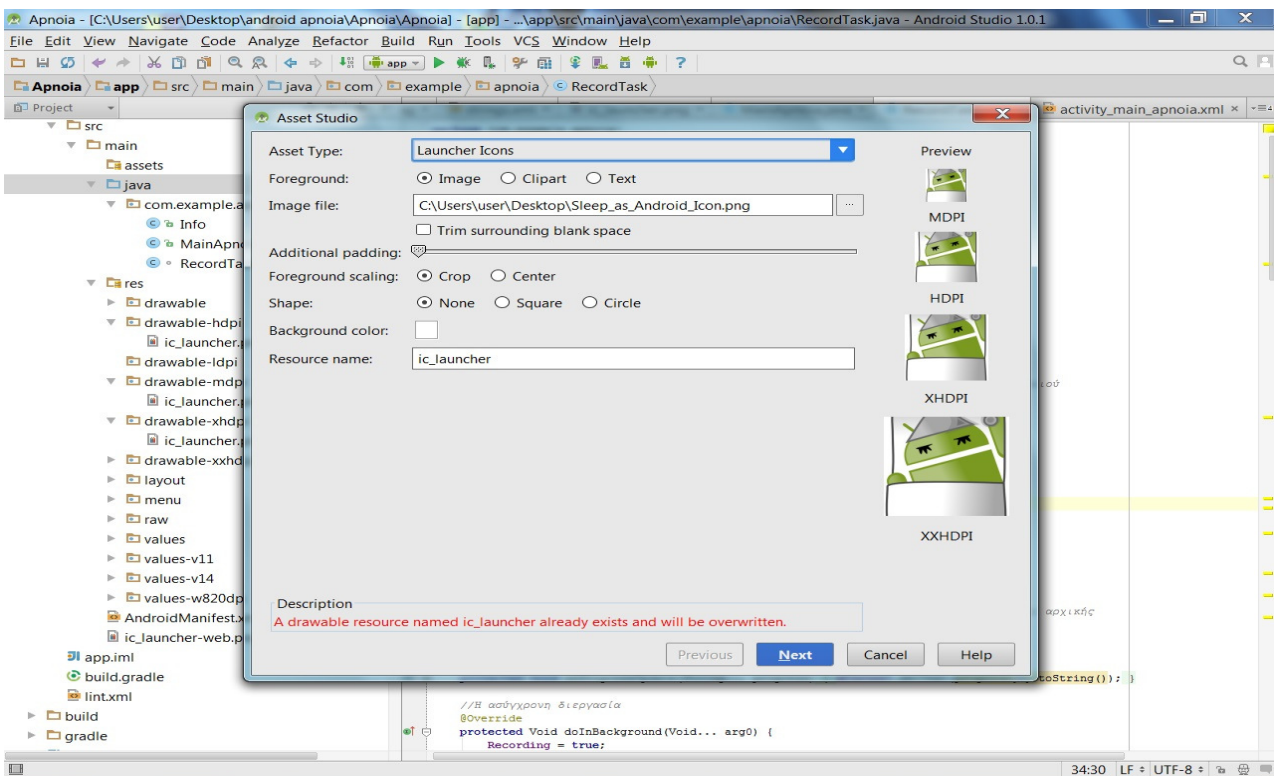 Apnoia - [C:\Users\user\Desktop\android apnoia\Apnoia\Apnoia] - [app] - ...\app\src\main\java\com\example\apnoia\RecordTask.java - Android Studio 1.0.1
File Edit View Navigate Code Analyze Refactor Build Run Tools VCS Window Help
app
Apnoia app src main java com example apnoia RecordTask
Project
activity_main_apnoia.xml
src
main
assets
java
com.example.a
Info
MainApno
RecordTa
res
drawable
drawable-hdpi
ic_launcher.p
drawable-ldpi
drawable-mdp
ic_launcher.p
drawable-xhdp
ic_launcher.p
drawable-xxhd
layout
menu
raw
values
values-v11
values-v14
values-w820dp
AndroidManifest.x
ic_launcher-web.p
app.iml
build.gradle
lint.xml
build
gradle
Asset Studio
Asset Type: Launcher Icons
Foreground: Image Clipart Text
Image file: C:\Users\user\Desktop\Sleep_as_Android_Icon.png ...
Trim surrounding blank space
Additional padding:
Foreground scaling: Crop Center
Shape: None Square Circle
Background color:
Resource name: ic_launcher
Preview
MDPI
HDPI
XHDPI
XXHDPI
Description
A drawable resource named ic_launcher already exists and will be overwritten.
Previous Next Cancel Help
ιού
αρχικής
toString()); }
//Η ασύγχρονη διεργασία
@Override
protected Void doInBackground(Void... arg0) {
Recording = true;
34:30 LF UTF-8